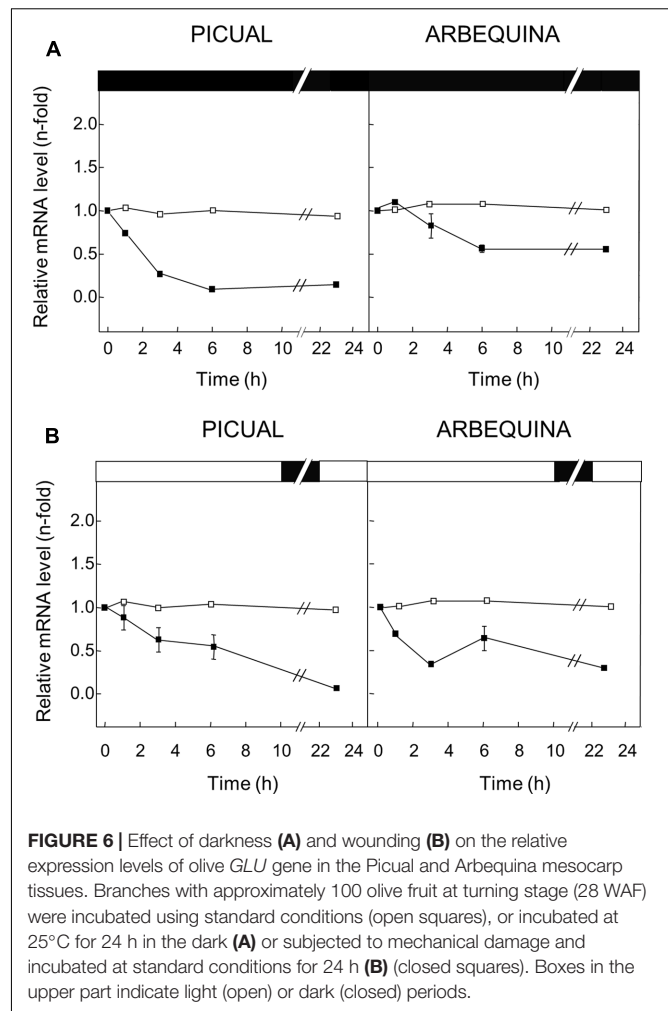 PICUAL ARBEQUINA
A
Relative mRNA level (n-fold)
2.0
1.5
1.0
0.5
0.0
0 2 4 6 8 10 22 24 0 2 4 6 8 10 22 24
Time (h) Time (h)
B
PICUAL ARBEQUINA
Relative mRNA level (n-fold)
2.0
1.5
1.0
0.5
0.0
0 2 4 6 8 10 22 24 0 2 4 6 8 10 22 24
Time (h) Time (h)
FIGURE 6 | Effect of darkness (A) and wounding (B) on the relative
expression levels of olive GLU gene in the Picual and Arbequina mesocarp
tissues. Branches with approximately 100 olive fruit at turning stage (28 WAF)
were incubated using standard conditions (open squares), or incubated at
25°C for 24 h in the dark (A) or subjected to mechanical damage and
incubated at standard conditions for 24 h (B) (closed squares). Boxes in the
upper part indicate light (open) or dark (closed) periods.